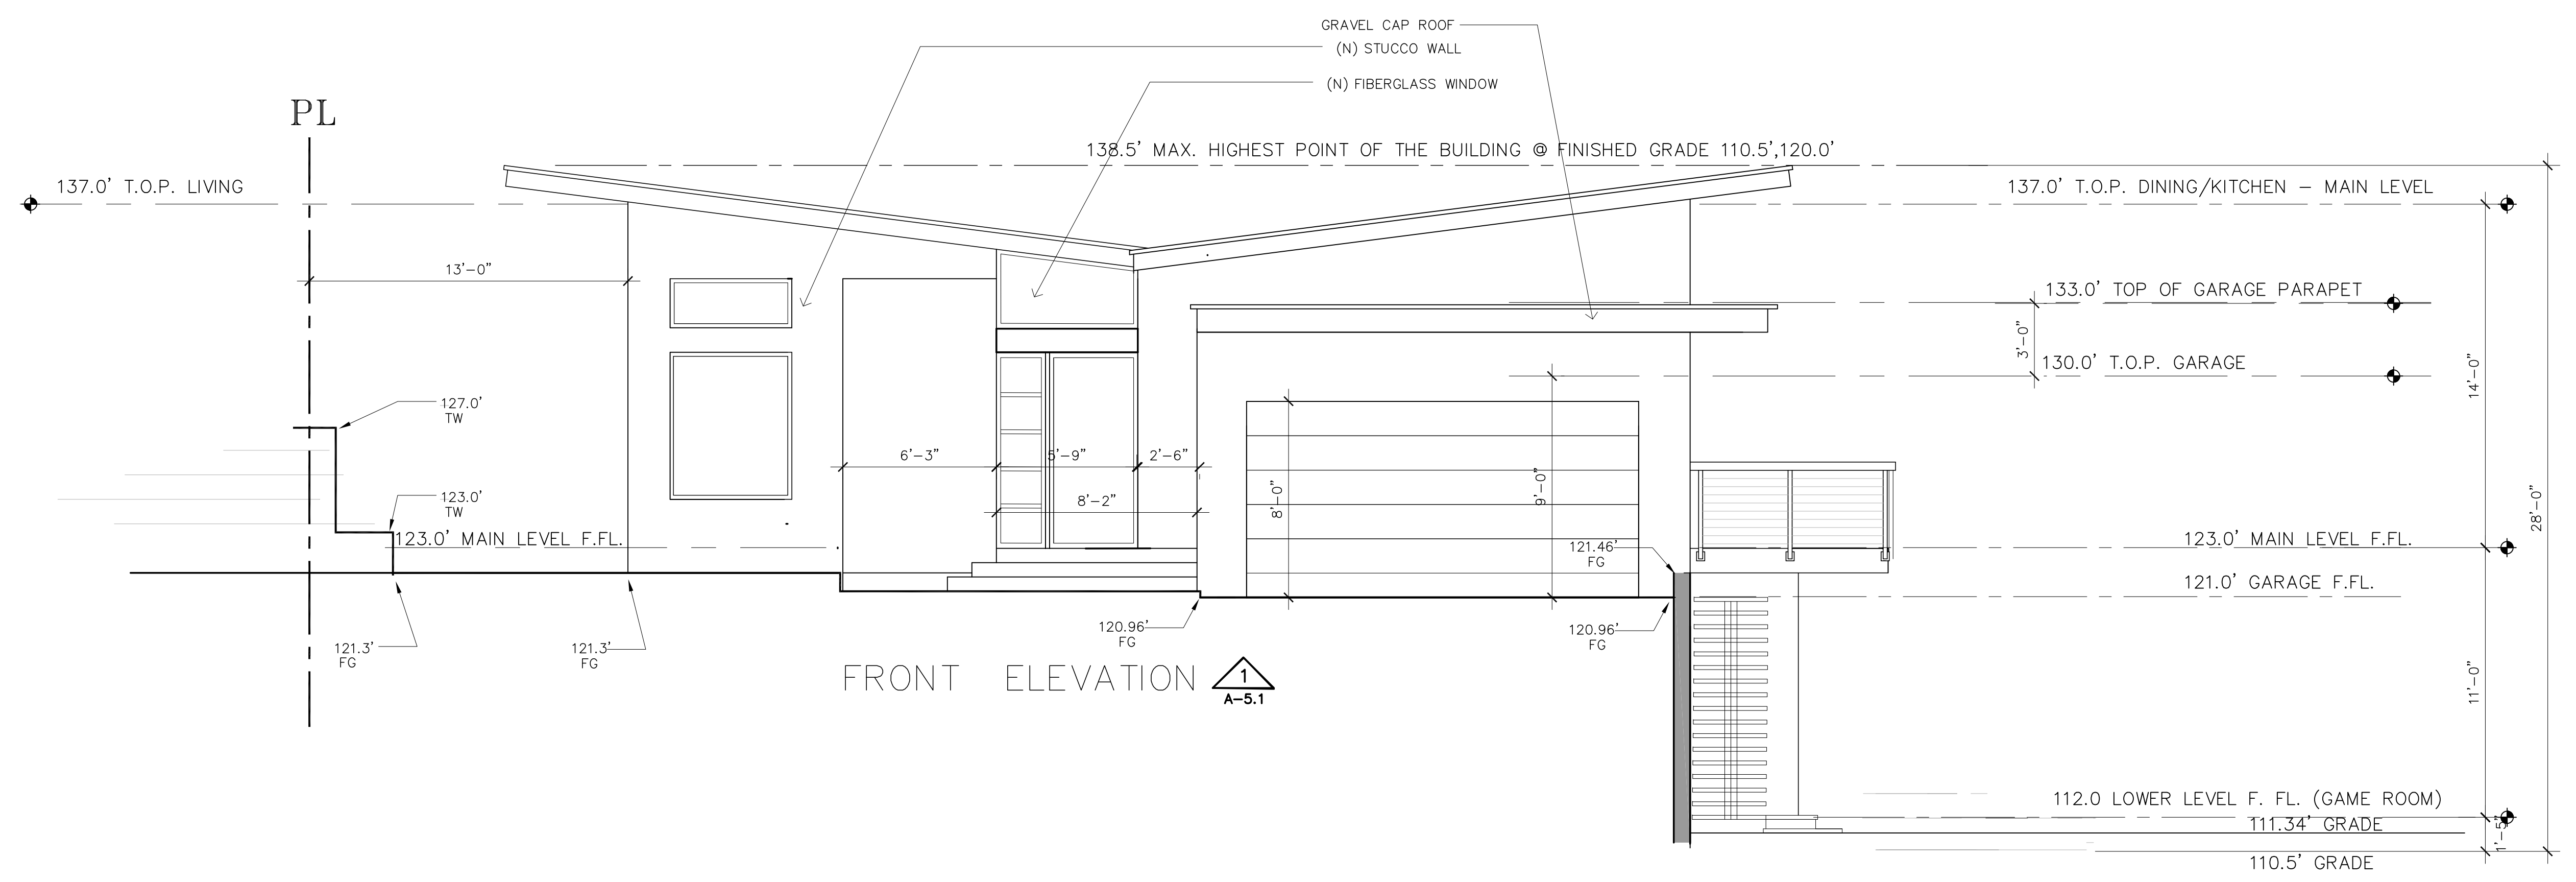 GRAVEL CAP ROOF
(N) STUCCO WALL
(N) FIBERGLASS WINDOW
PL
138.5' MAX. HIGHEST POINT OF THE BUILDING @ FINISHED GRADE 110.5',120.0'
137.0' T.O.P. LIVING
137.0' T.O.P. DINING/KITCHEN – MAIN LEVEL
13'–0"
133.0' TOP OF GARAGE PARAPET
3'–0"
130.0' T.O.P. GARAGE
14'–0"
127.0'
TW
6'–3"
5'–9"
2'–6"
8'–2"
8'–0"
9'–0"
123.0'
TW
28'–0"
123.0' MAIN LEVEL F.FL.
121.46'
FG
123.0' MAIN LEVEL F.FL.
121.0' GARAGE F.FL.
121.3'
FG
121.3'
FG
120.96'
FG
120.96'
FG
FRONT ELEVATION
1
A–5.1
11'–0"
112.0 LOWER LEVEL F. FL. (GAME ROOM)
111.34' GRADE
1'–5"
110.5' GRADE